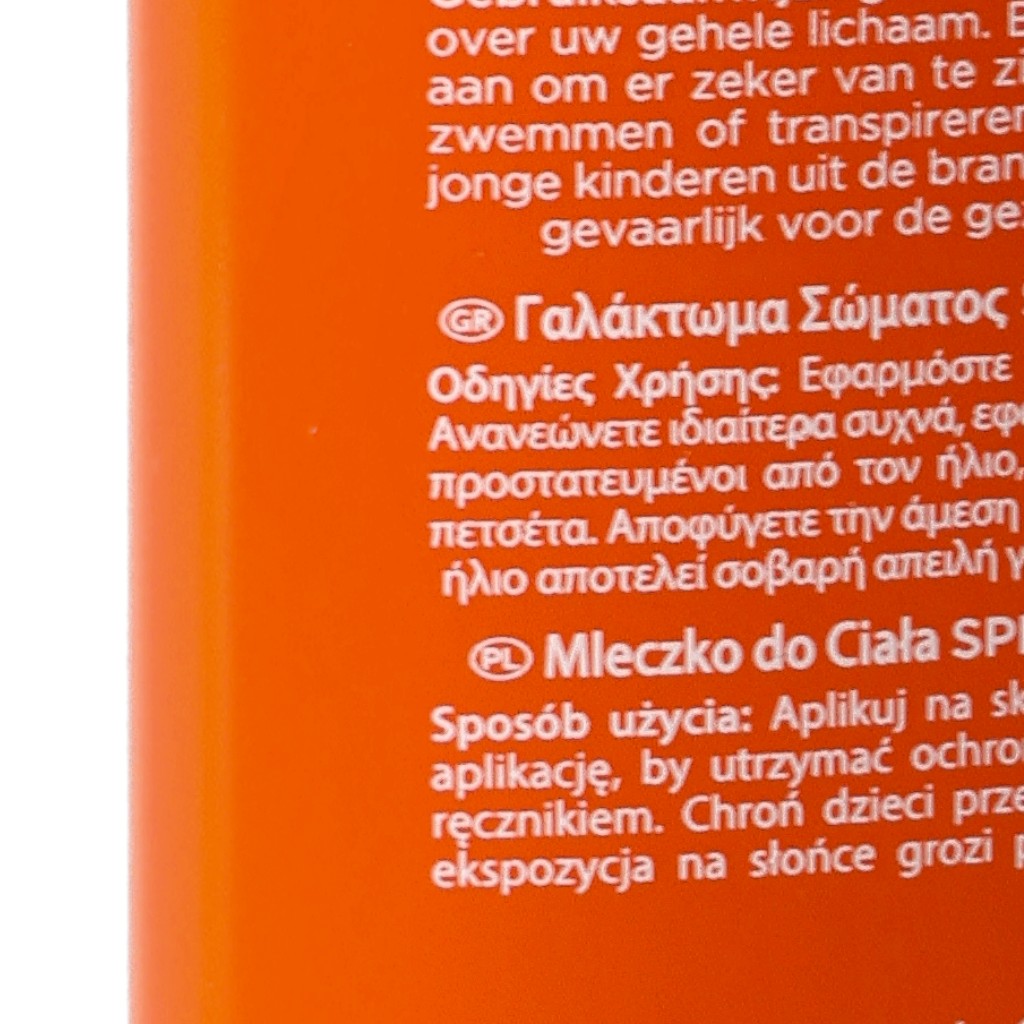 over uw gehele lichaam.
aan om er zeker van te
zwemmen of transpireren
jonge kinderen uit de
gevaarlijk voor de
GR Γαλάκτωμα Σώματος
Οδηγίες Χρήσης: Εφαρμόστε
Ανανεώνετε ιδιαίτερα συχνά,
προστατευμένοι από τον ήλιο,
πετσέτα. Αποφύγετε την άμεση
ήλιο αποτελεί σοβαρή απειλή
PL Mleczko do Ciała
Sposób użycia: Aplikuj na
aplikację, by utrzymać
ręcznikiem. Chroń dzieci
ekspozycja na słońce grozi